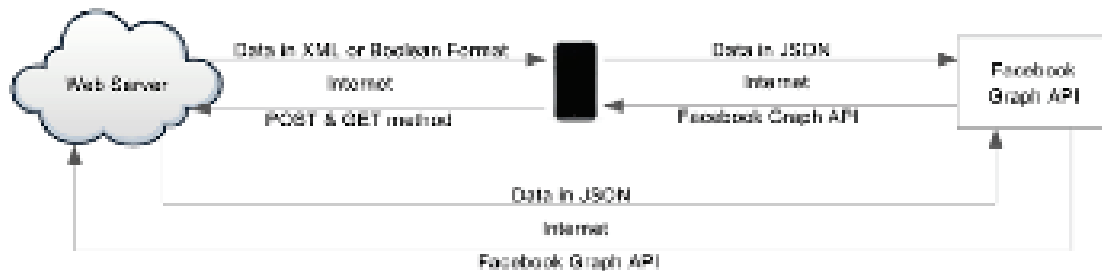 Web Server
Data in XML or Boolean Format
Internet
POST & GET method
Data in JSON
Internet
Facebook Graph API
Facebook
Graph API
Data in JSON
Internet
Facebook Graph API